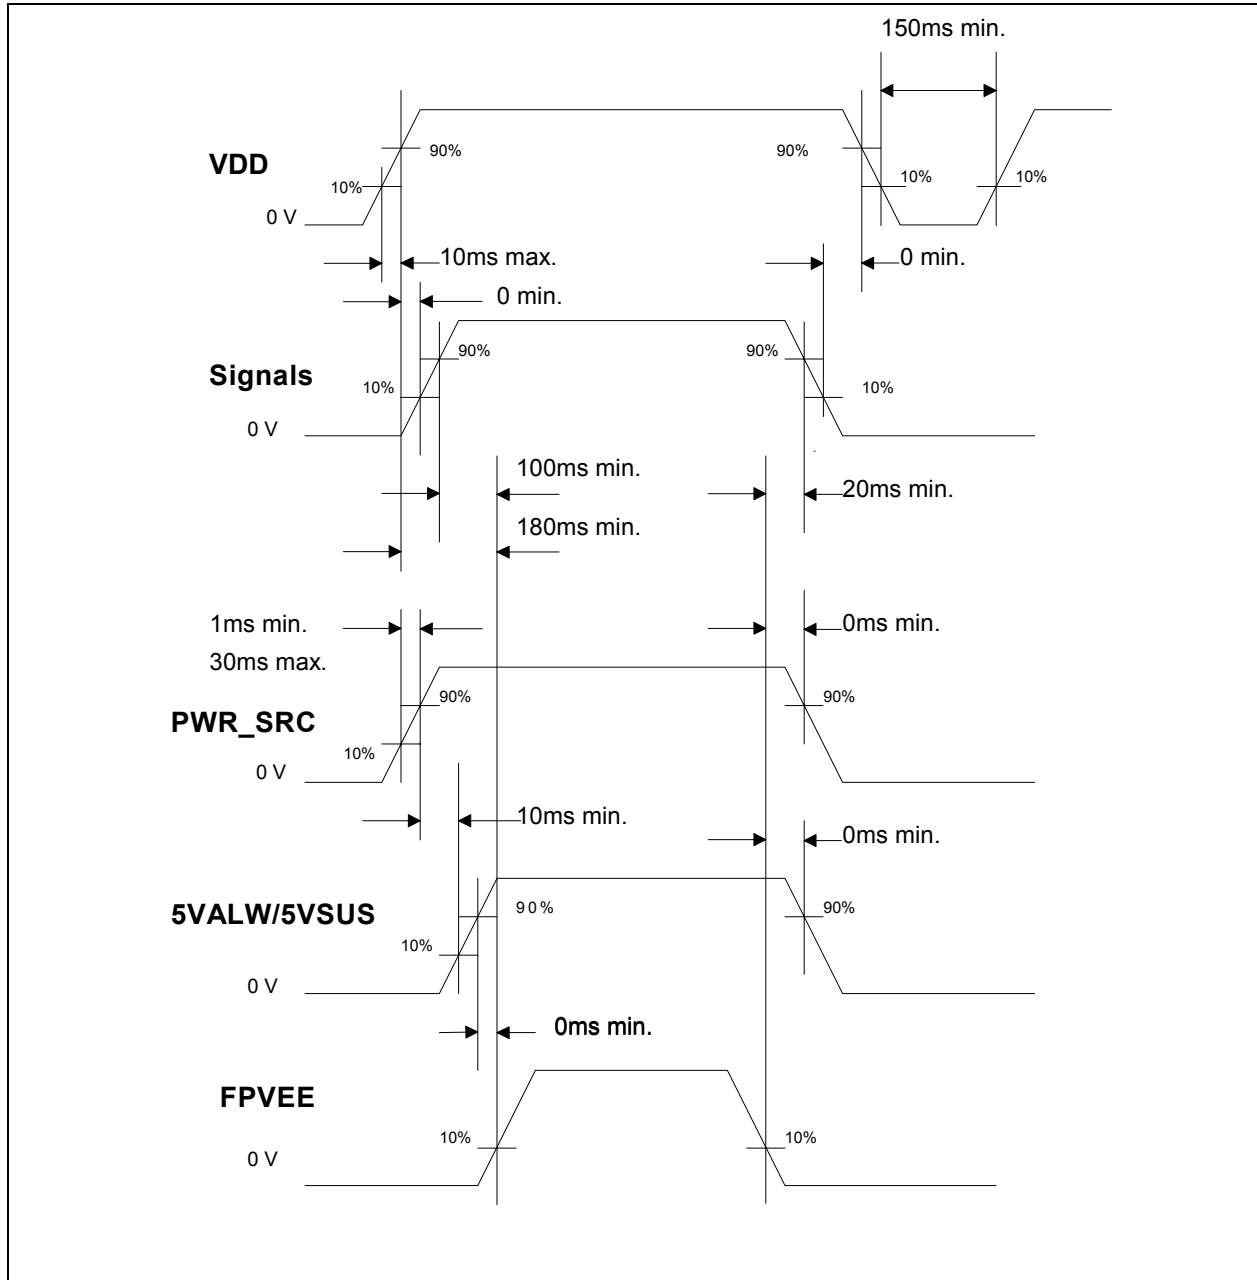 150ms min.
VDD
90%
90%
10%
10%
10%
0 V
10ms max.
0 min.
0 min.
Signals
90%
90%
10%
10%
0 V
100ms min.
20ms min.
180ms min.
1ms min.
0ms min.
30ms max.
PWR_SRC
90%
90%
10%
0 V
10ms min.
0ms min.
5VALW/5VSUS
90%
90%
10%
0 V
0ms min.
FPVEE
10%
10%
0 V